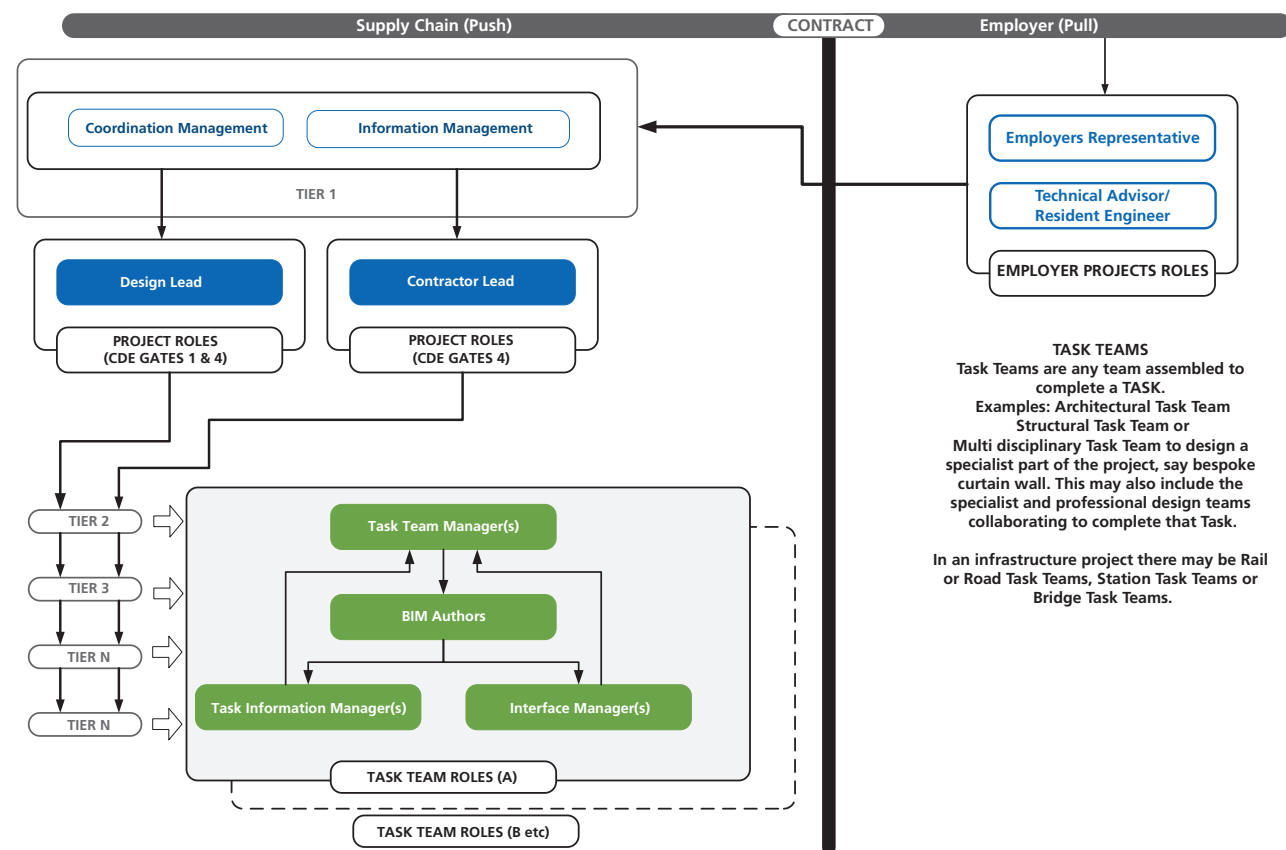 Supply Chain (Push)
CONTRACT
Employer (Pull)
Coordination Management
Information Management
TIER 1
Employers Representative
Technical Advisor/
Resident Engineer
EMPLOYER PROJECTS ROLES
Design Lead
Contractor Lead
PROJECT ROLES
(CDE GATES 1 & 4)
PROJECT ROLES
(CDE GATES 4)
TASK TEAMS
Task Teams are any team assembled to
complete a TASK.
Examples: Architectural Task Team
Structural Task Team or
Multi disciplinary Task Team to design a
specialist part of the project, say bespoke
curtain wall. This may also include the
specialist and professional design teams
collaborating to complete that Task.
In an infrastructure project there may be Rail
or Road Task Teams, Station Task Teams or
Bridge Task Teams.
TIER 2
TIER 3
TIER N
TIER N
Task Team Manager(s)
BIM Authors
Task Information Manager(s)
Interface Manager(s)
TASK TEAM ROLES (A)
TASK TEAM ROLES (B etc)